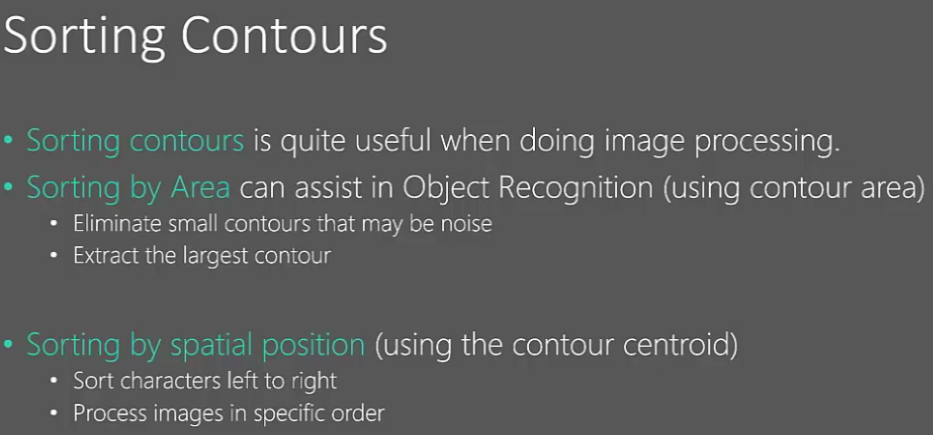 Sorting Contours
• Sorting contours is quite useful when doing image processing.
• Sorting by Area can assist in Object Recognition (using contour area)
• Eliminate small contours that may be noise
• Extract the largest contour
• Sorting by spatial position (using the contour centroid)
• Sort characters left to right
• Process images in specific order